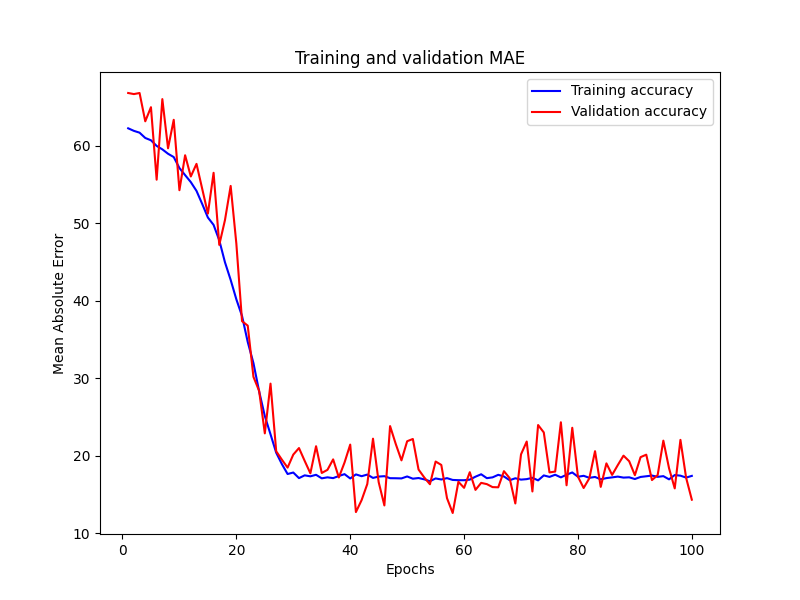 Training and validation MAE
Training accuracy
Validation accuracy
Mean Absolute Error
60
50
40
30
20
10
0
20
40
60
80
100
Epochs